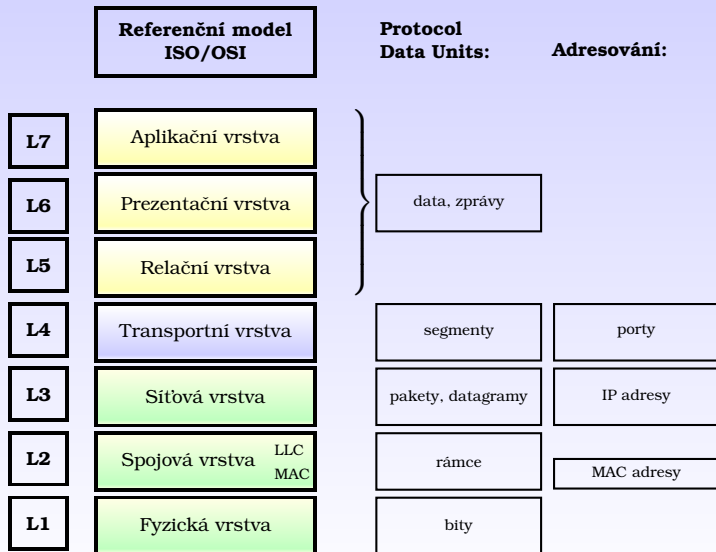 Referenční model
ISO/OSI
Protocol
Data Units:
Adresování:
L7
Aplikační vrstva
L6
Prezentační vrstva
data, zprávy
L5
Relační vrstva
L4
Transportní vrstva
segmenty
porty
L3
Síťová vrstva
pakety, datagramy
IP adresy
L2
Spojová vrstva
LLC
MAC
rámce
MAC adresy
L1
Fyzická vrstva
bity